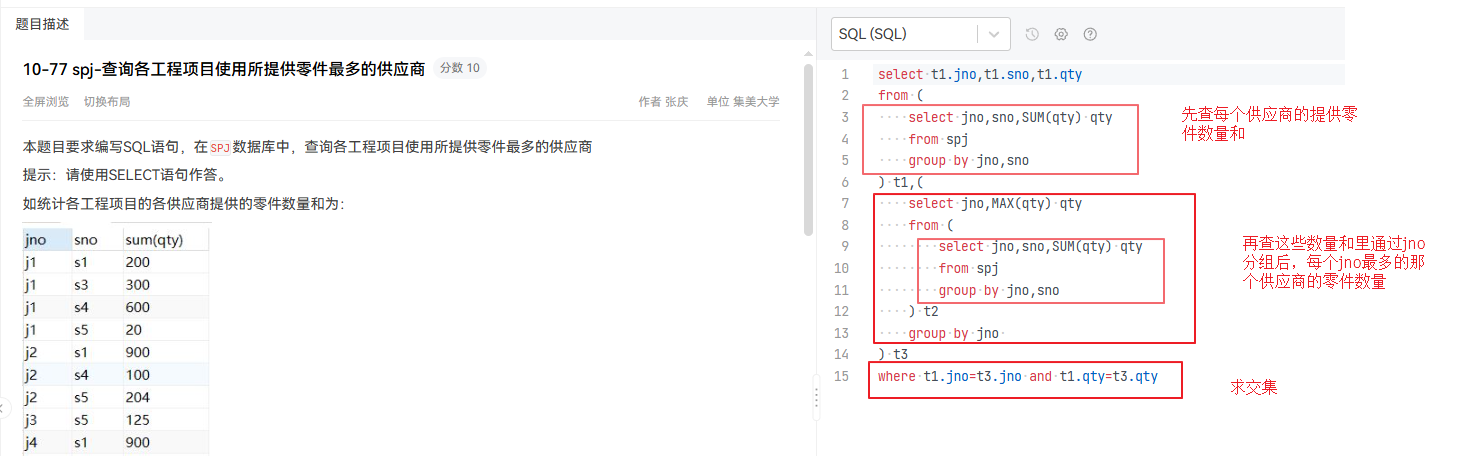 题目描述
10-77 spj-查询各工程项目使用所提供零件最多的供应商 分数 10
全屏浏览 切换布局 作者 张庆 单位 集美大学
本题目要求编写SQL语句，在SPJ数据库中，查询各工程项目使用所提供零件最多的供应商
提示：请使用SELECT语句作答。
如统计各工程项目的各供应商提供的零件数量和为：
jno sno sum(qty)
j1 s1 200
j1 s3 300
j1 s4 600
j1 s5 20
j2 s1 900
j2 s4 100
j2 s5 204
j3 s5 125
j4 s1 900
SQL (SQL)
1 select t1.jno,t1.sno,t1.qty
2 from (
3 select jno,sno,SUM(qty) qty
4 from spj
5 group by jno,sno
6 ) t1,(
7 select jno,MAX(qty) qty
8 from (
9 select jno,sno,SUM(qty) qty
10 from spj
11 group by jno,sno
12 ) t2
13 group by jno
14 ) t3
15 where t1.jno=t3.jno and t1.qty=t3.qty
先查每个供应商的提供零
件数量和
再查这些数量和里通过jno
分组后，每个jno最多的那
个供应商的零件数量
求交集